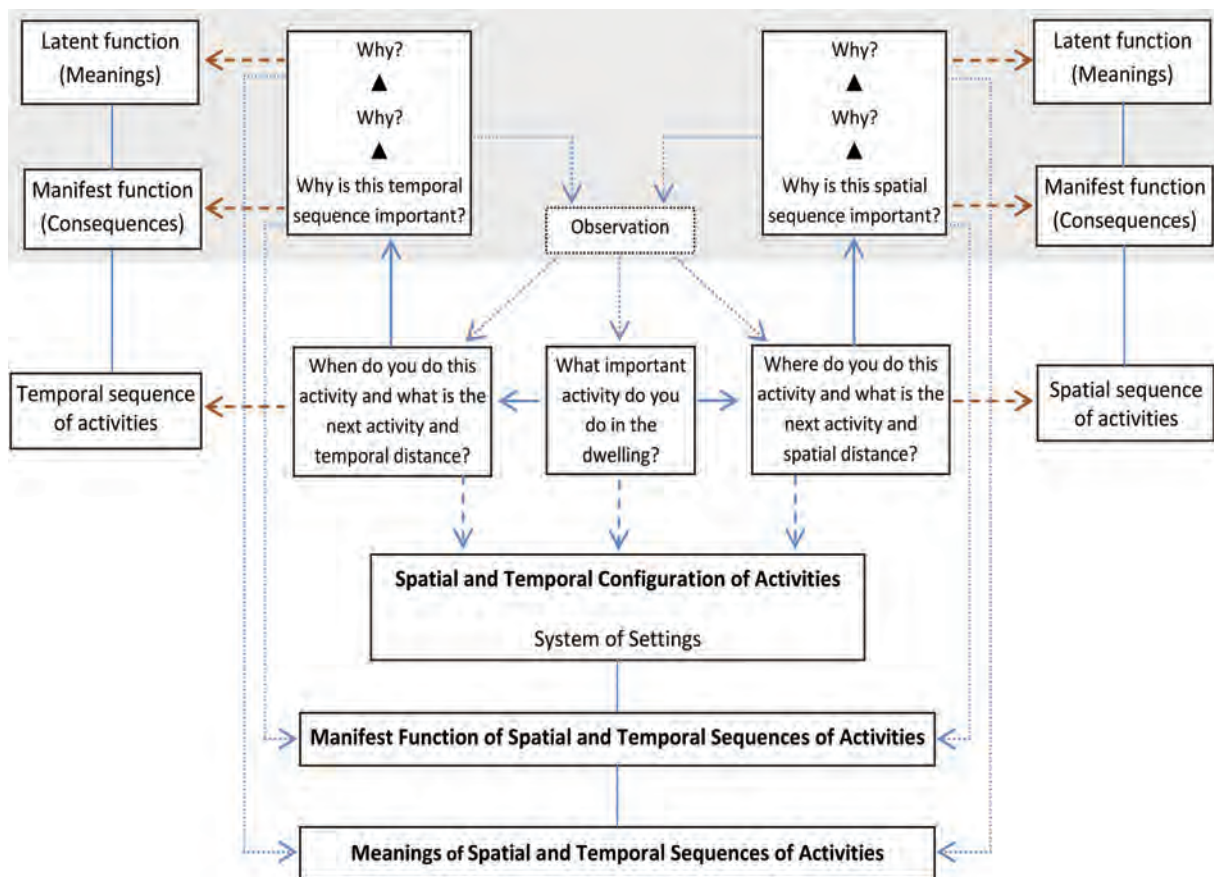 Latent function
(Meanings)
Manifest function
(Consequences)
Temporal sequence
of activities
Why?
▲
Why?
▲
Why is this temporal
sequence important?
Observation
Why?
▲
Why?
▲
Why is this spatial
sequence important?
Latent function
(Meanings)
Manifest function
(Consequences)
Spatial sequence
of activities
When do you do this
activity and what is the
next activity and
temporal distance?
What important
activity do you
do in the
dwelling?
Where do you do this
activity and what is the
next activity and
spatial distance?
Spatial and Temporal Configuration of Activities
System of Settings
Manifest Function of Spatial and Temporal Sequences of Activities
Meanings of Spatial and Temporal Sequences of Activities